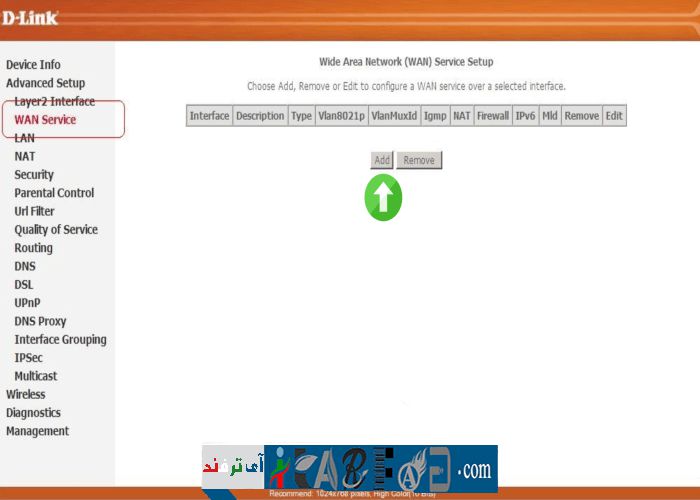 D-Link
Device Info
Advanced Setup
Layer2 Interface
WAN Service
LAN
NAT
Security
Parental Control
Url Filter
Quality of Service
Routing
DNS
DSL
UPnP
DNS Proxy
Interface Grouping
IPSec
Multicast
Wireless
Diagnostics
Management
Wide Area Network (WAN) Service Setup
Choose Add, Remove or Edit to configure a WAN service over a selected interface.
Interface Description Type Vlan8021p VlanMuxId Igmp NAT Firewall IPv6 Mld Remove Edit
Add Remove
آی ترفند
.com
Recommend: 1024x768 pixels, High Color(16 Bits)